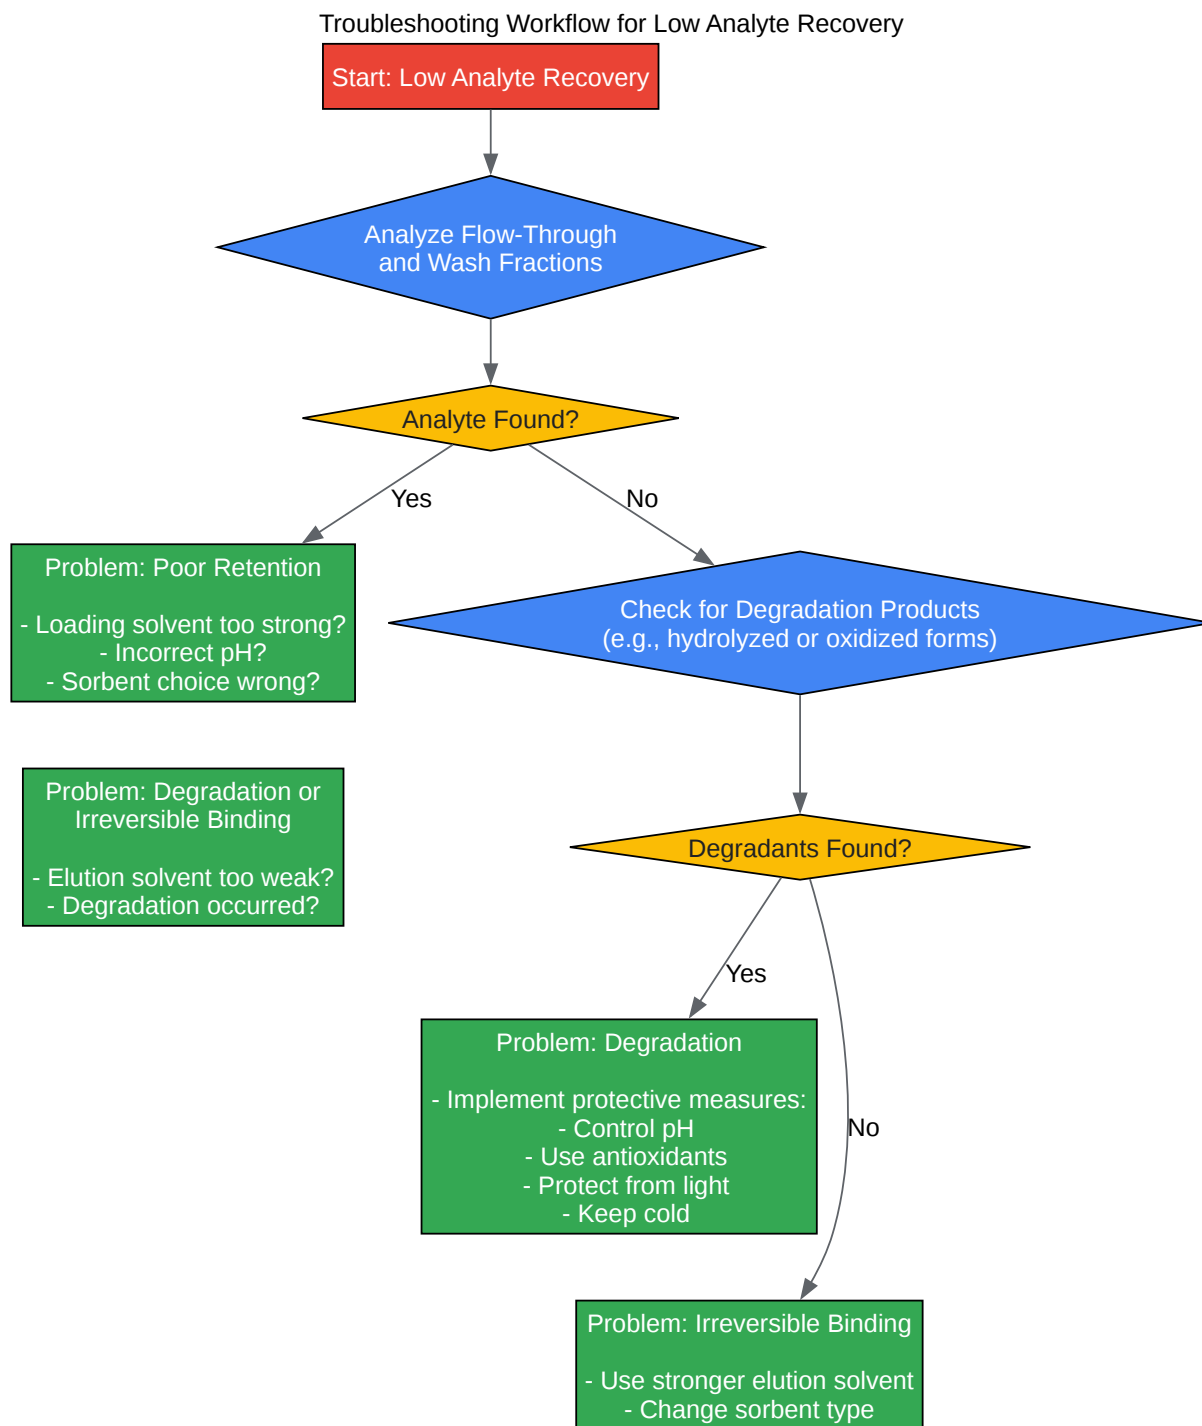 Troubleshooting Workflow for Low Analyte Recovery
Start: Low Analyte Recovery
Analyze Flow-Through
and Wash Fractions
Analyte Found?
Yes
No
Problem: Poor Retention
- Loading solvent too strong?
- Incorrect pH?
- Sorbent choice wrong?
Check for Degradation Products
(e.g., hydrolyzed or oxidized forms)
Problem: Degradation or
Irreversible Binding
- Elution solvent too weak?
- Degradation occurred?
Degradants Found?
Yes
No
Problem: Degradation
- Implement protective measures:
- Control pH
- Use antioxidants
- Protect from light
- Keep cold
Problem: Irreversible Binding
- Use stronger elution solvent
- Change sorbent type